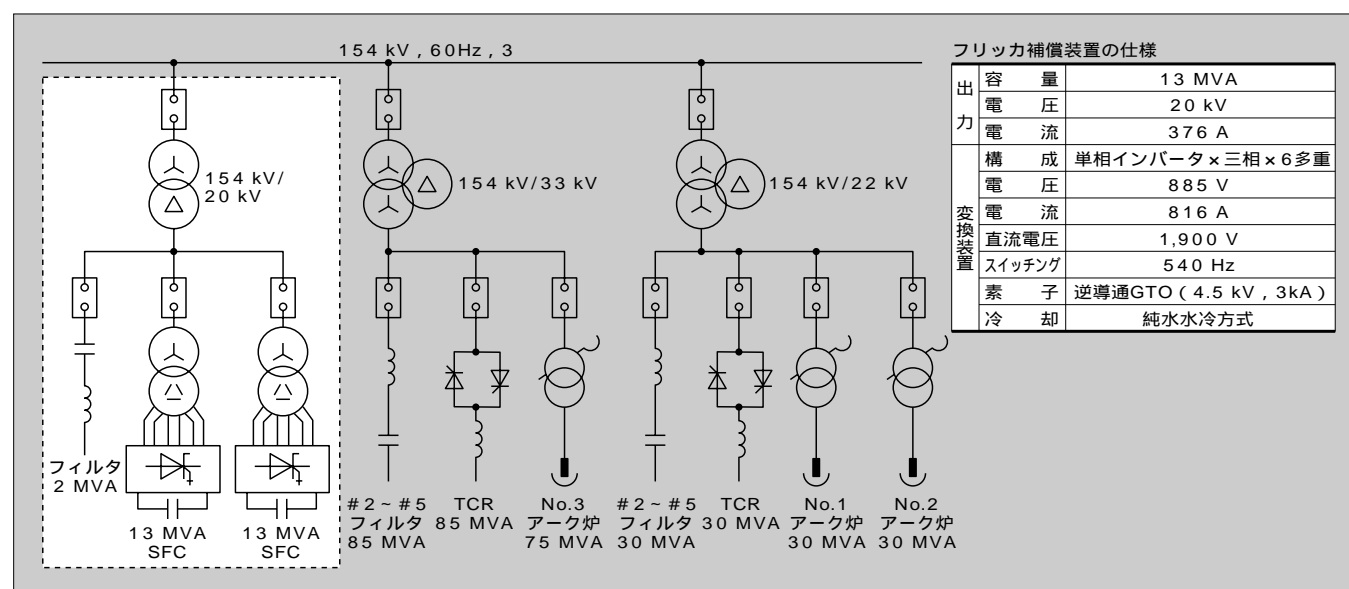 154 kV , 60Hz , 3
154 kV/
20 kV
154 kV/33 kV
154 kV/22 kV
フィルタ
2 MVA
13 MVA
SFC
13 MVA
SFC
#2~#5
フィルタ
85 MVA
TCR
85 MVA
No.3
アーク炉
75 MVA
#2~#5
フィルタ
30 MVA
TCR
30 MVA
No.1
アーク炉
30 MVA
No.2
アーク炉
30 MVA
フリッカ補償装置の仕様
出力
容 量 13 MVA
電 圧 20 kV
電 流 376 A
変換装置
構 成 単相インバータ×三相×6多重
電 圧 885 V
電 流 816 A
直流電圧 1,900 V
スイッチング 540 Hz
素 子 逆導通GTO(4.5 kV , 3kA)
冷 却 純水水冷方式